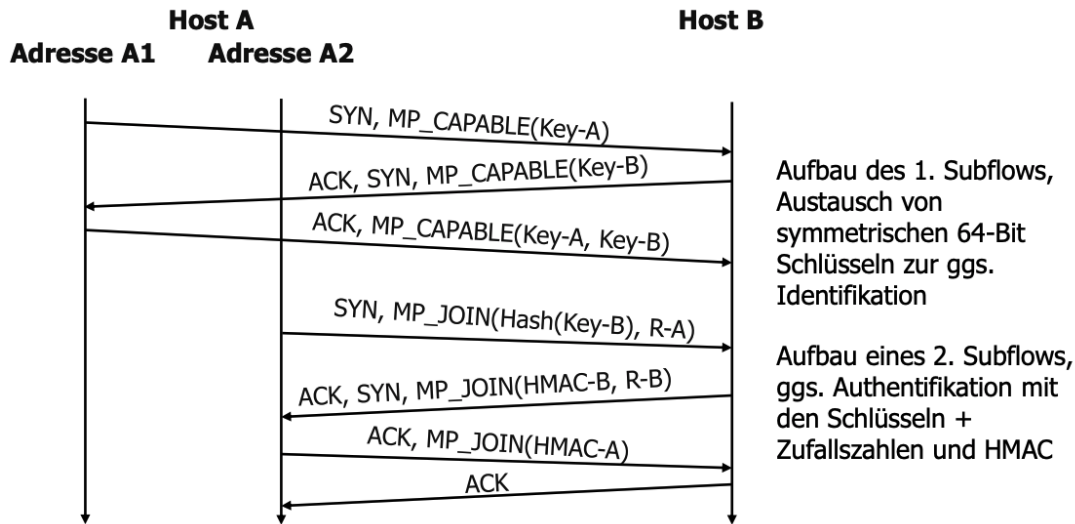 Host A
Host B
Adresse A1
Adresse A2
SYN, MP_CAPABLE(Key-A)
ACK, SYN, MP_CAPABLE(Key-B)
ACK, MP_CAPABLE(Key-A, Key-B)
Aufbau des 1. Subflows,
Austausch von
symmetrischen 64-Bit
Schlüsseln zur ggs.
Identifikation
SYN, MP_JOIN(Hash(Key-B), R-A)
ACK, SYN, MP_JOIN(HMAC-B, R-B)
ACK, MP_JOIN(HMAC-A)
ACK
Aufbau eines 2. Subflows,
ggs. Authentifikation mit
den Schlüsseln +
Zufallszahlen und HMAC